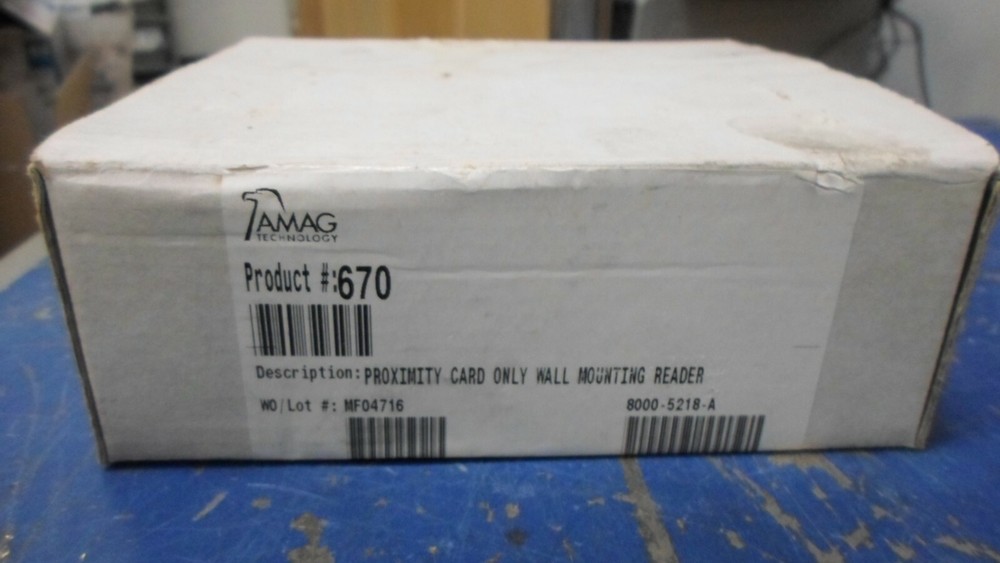 AMAG
TECHNOLOGY
Product #:670
Description: PROXIMITY CARD ONLY WALL MOUNTING READER
WO/Lot #: MF04716 8000-5218-A